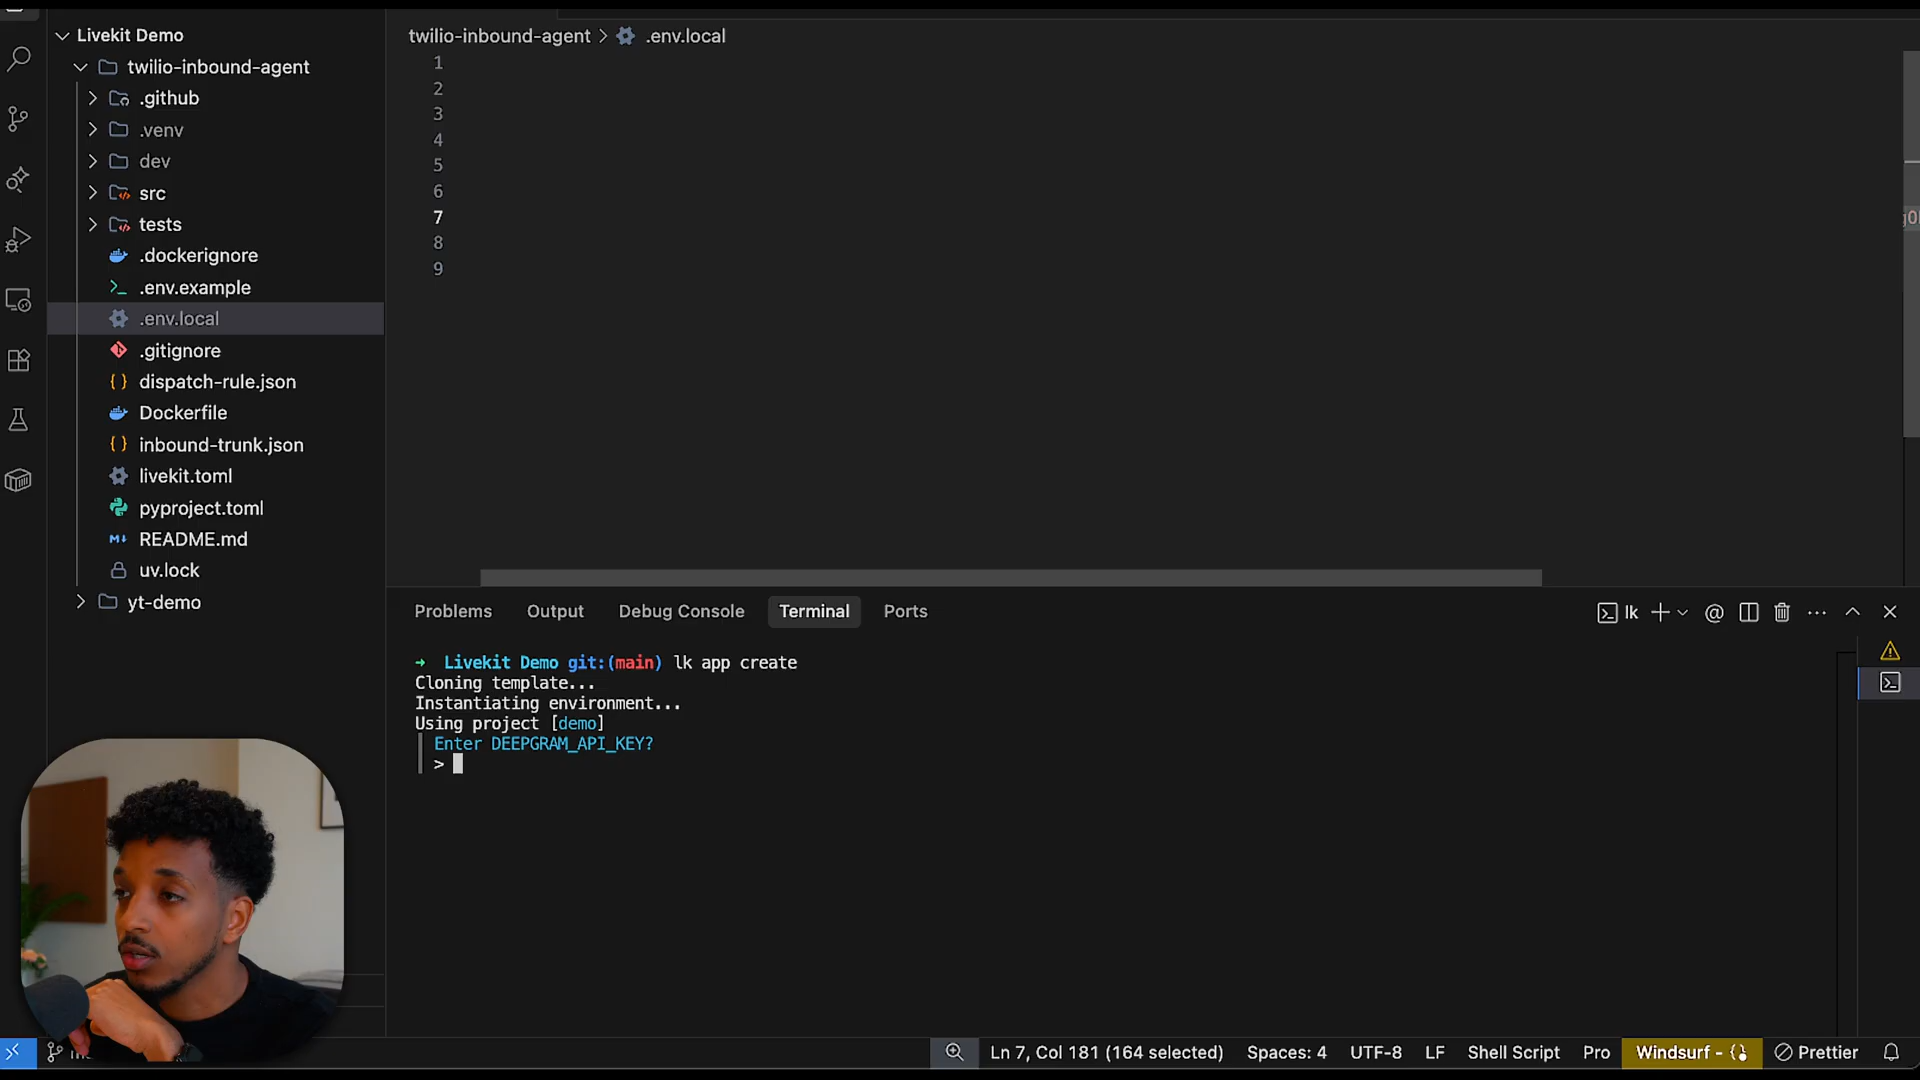 Livekit Demo
twilio-inbound-agent
.github
.venv
dev
src
tests
.dockerignore
.env.example
.env.local
.gitignore
dispatch-rule.json
Dockerfile
inbound-trunk.json
livekit.toml
pyproject.toml
README.md
uv.lock
yt-demo
twilio-inbound-agent > .env.local
1
2
3
4
5
6
7
8
9
Problems Output Debug Console Terminal Ports
lk
→ Livekit Demo git:(main) lk app create
Cloning template...
Instantiating environment...
Using project [demo]
Enter DEEPGRAM_API_KEY?
>
Ln 7, Col 181 (164 selected) Spaces: 4 UTF-8 LF Shell Script Pro Windsurf - {} Prettier